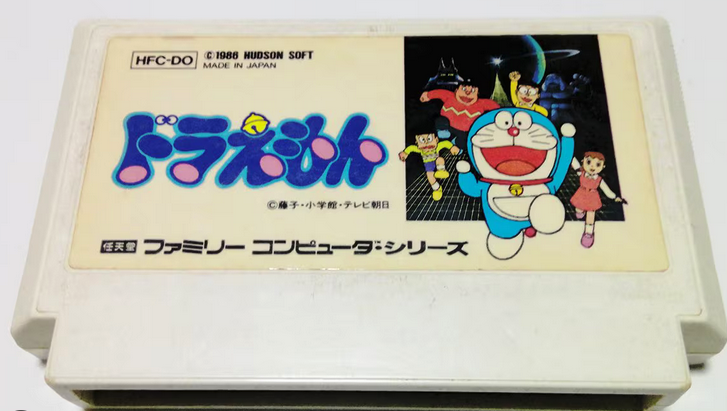 HFC-DO
©1986 HUDSON SOFT
MADE IN JAPAN
ドラえもん
©藤子・小学館・テレビ朝日
任天堂 ファミリー コンピュータ・シリーズ